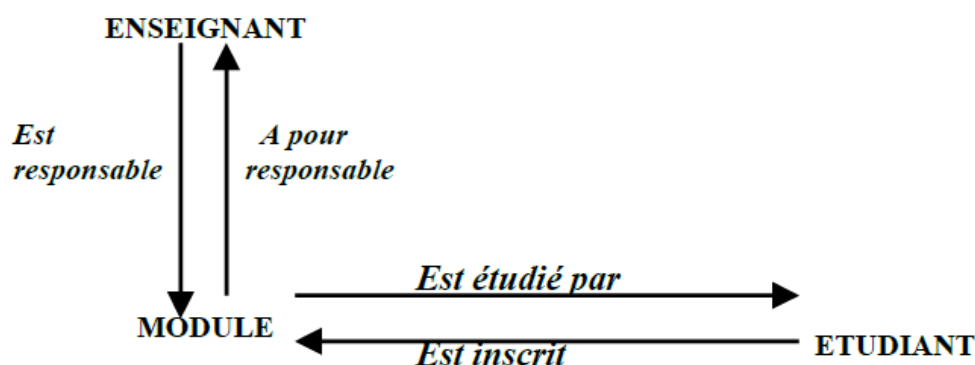 ENSEIGNANT
Est
responsable
A pour
responsable
Est étudié par
MODULE
Est inscrit
ETUDIANT